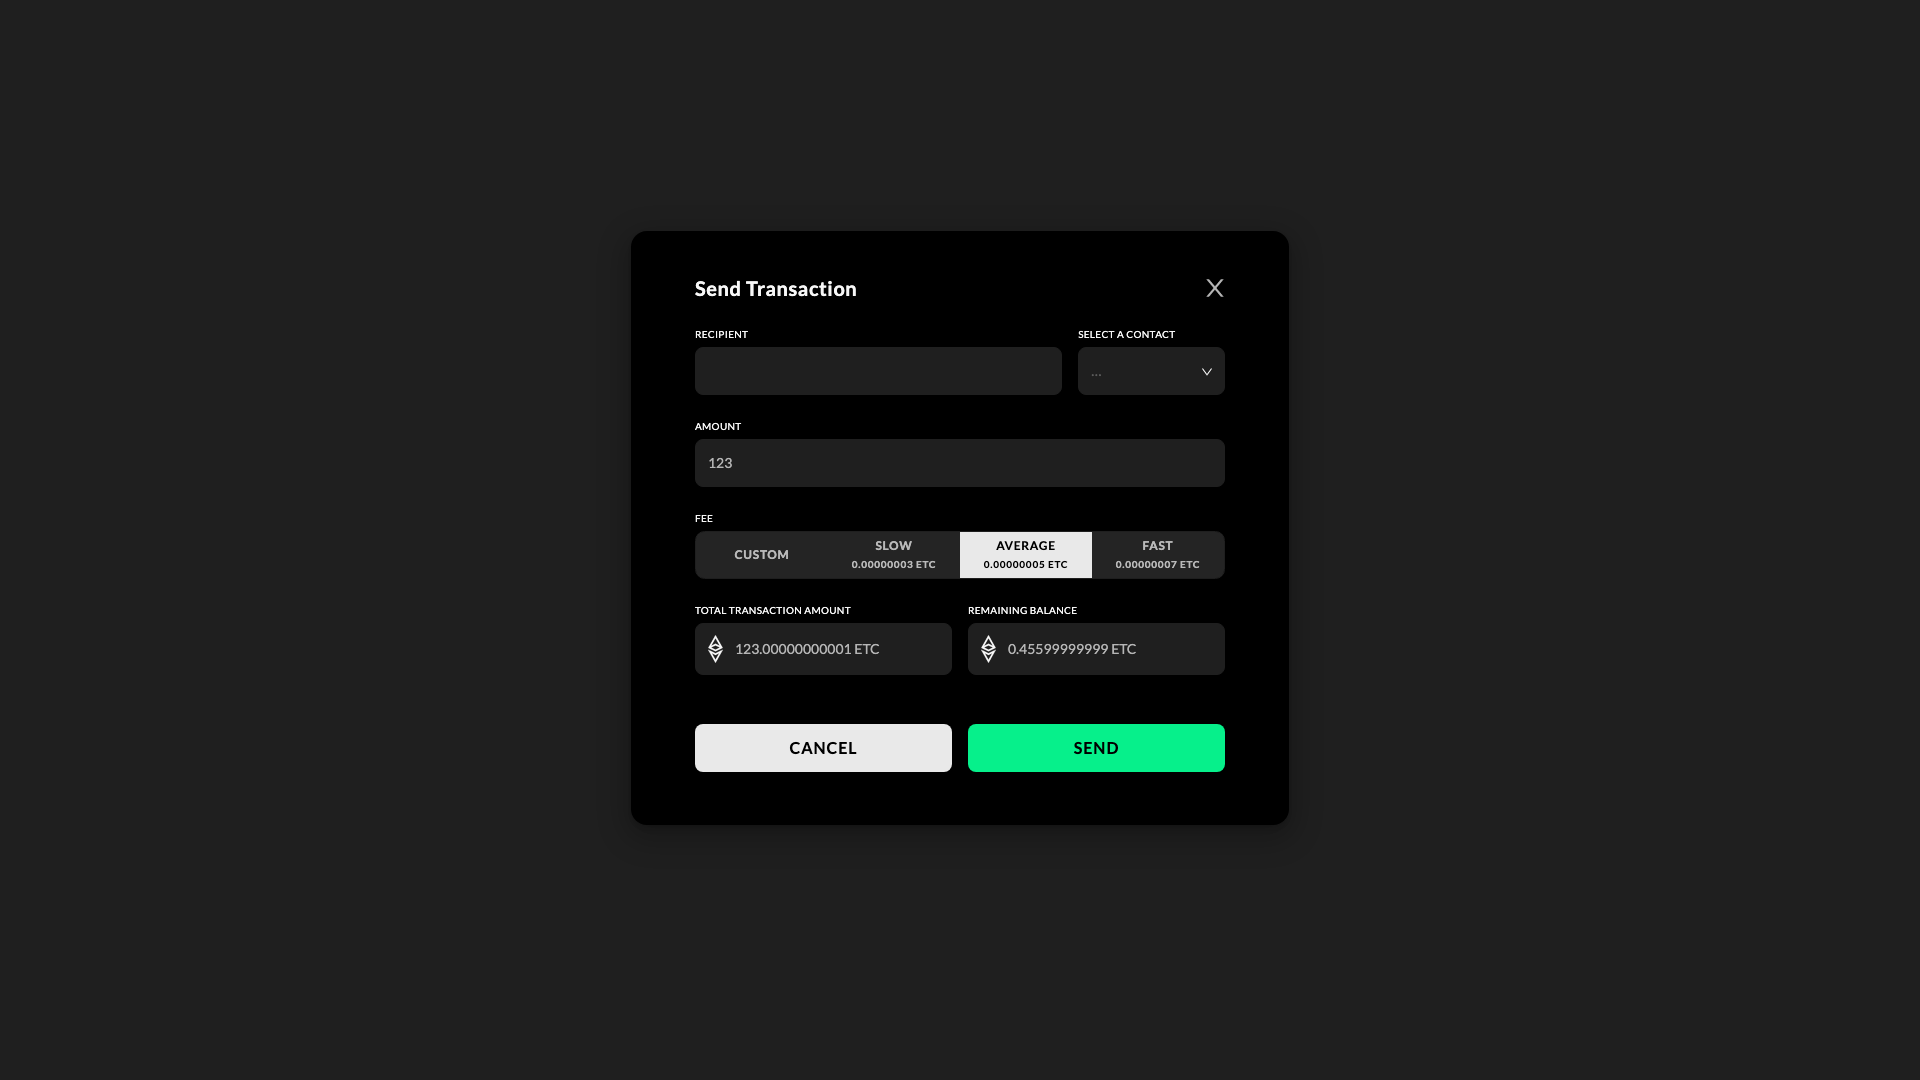 Send Transaction
X
RECIPIENT
SELECT A CONTACT
...
AMOUNT
123
FEE
CUSTOM
SLOW
0.00000003 ETC
AVERAGE
0.00000005 ETC
FAST
0.00000007 ETC
TOTAL TRANSACTION AMOUNT
REMAINING BALANCE
123.00000000001 ETC
0.45599999999 ETC
CANCEL
SEND